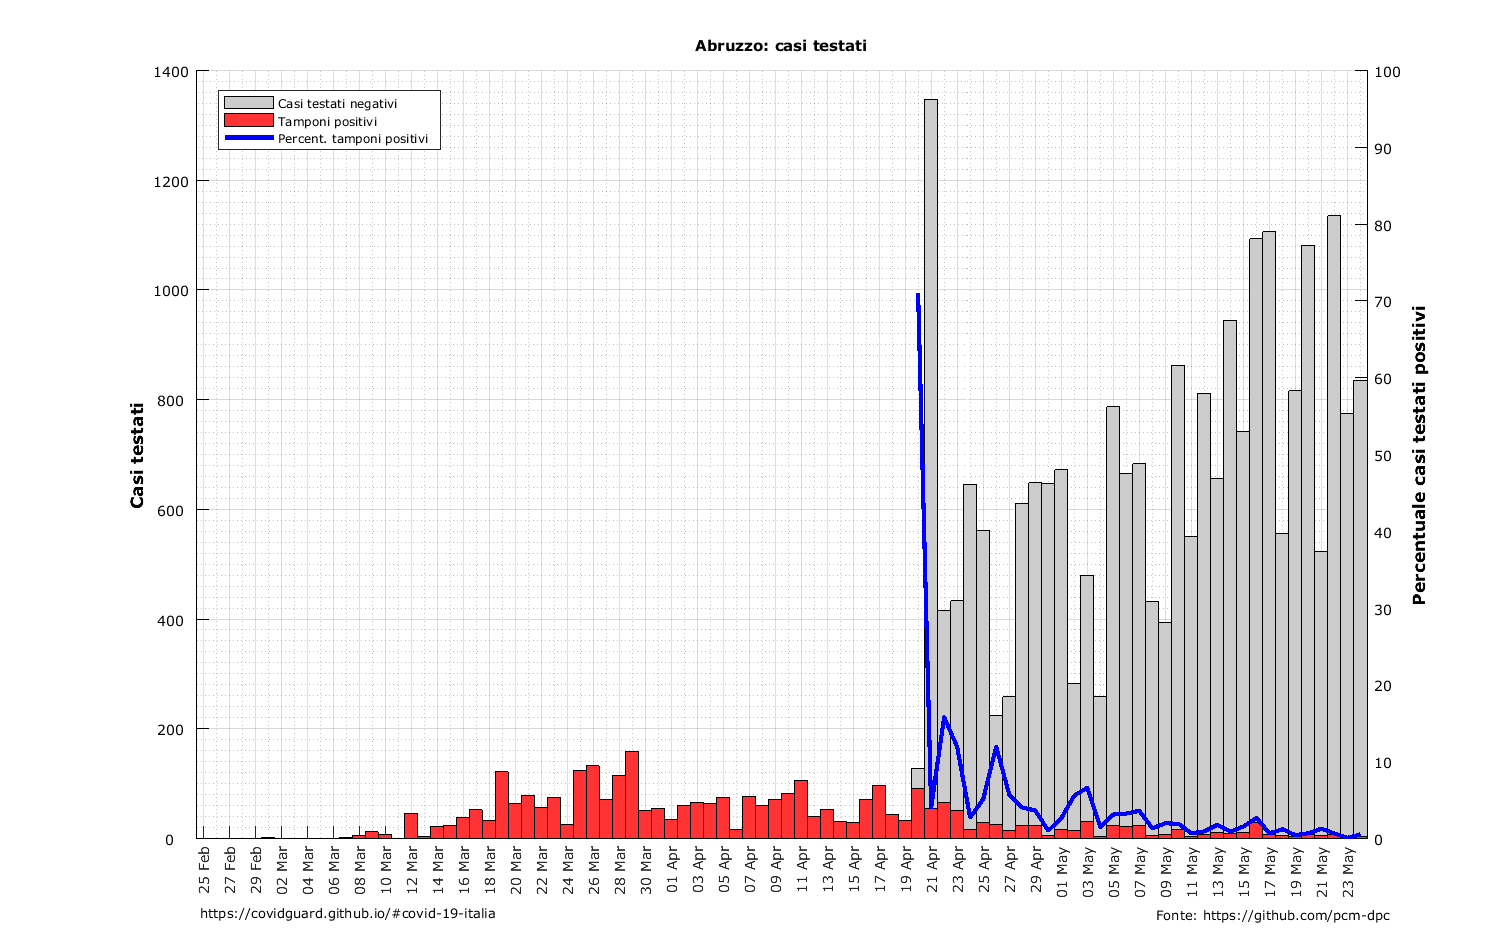 Abruzzo: casi testati
Casi testati negativi
Tamponi positivi
Percent. tamponi positivi
Casi testati
1400
1200
1000
800
600
400
200
0
100
90
80
70
60
50
40
30
20
10
0
Percentuale casi testati positivi
25 Feb
27 Feb
29 Feb
02 Mar
04 Mar
06 Mar
08 Mar
10 Mar
12 Mar
14 Mar
16 Mar
18 Mar
20 Mar
22 Mar
24 Mar
26 Mar
28 Mar
30 Mar
01 Apr
03 Apr
05 Apr
07 Apr
09 Apr
11 Apr
13 Apr
15 Apr
17 Apr
19 Apr
21 Apr
23 Apr
25 Apr
27 Apr
29 Apr
01 May
03 May
05 May
07 May
09 May
11 May
13 May
15 May
17 May
19 May
21 May
23 May
https://covidguard.github.io/#covid-19-italia
Fonte: https://github.com/pcm-dpc